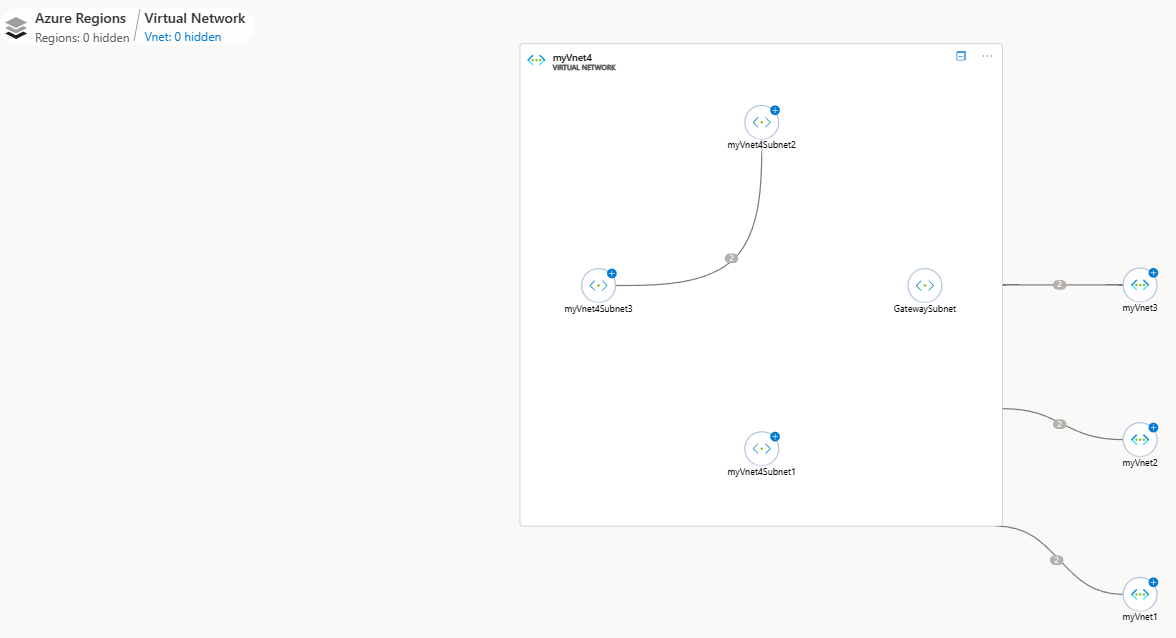 Azure Regions
Regions: 0 hidden
Virtual Network
Vnet: 0 hidden
myVnet4
VIRTUAL NETWORK
myVnet4Subnet2
2
myVnet4Subnet3
GatewaySubnet
2
myVnet3
2
myVnet2
myVnet4Subnet1
2
myVnet1